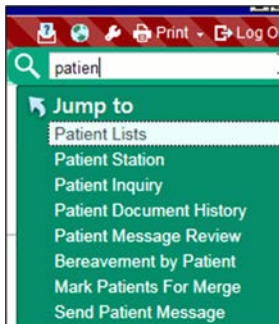 Print Log O
patien
Jump to
Patient Lists
Patient Station
Patient Inquiry
Patient Document History
Patient Message Review
Bereavement by Patient
Mark Patients For Merge
Send Patient Message